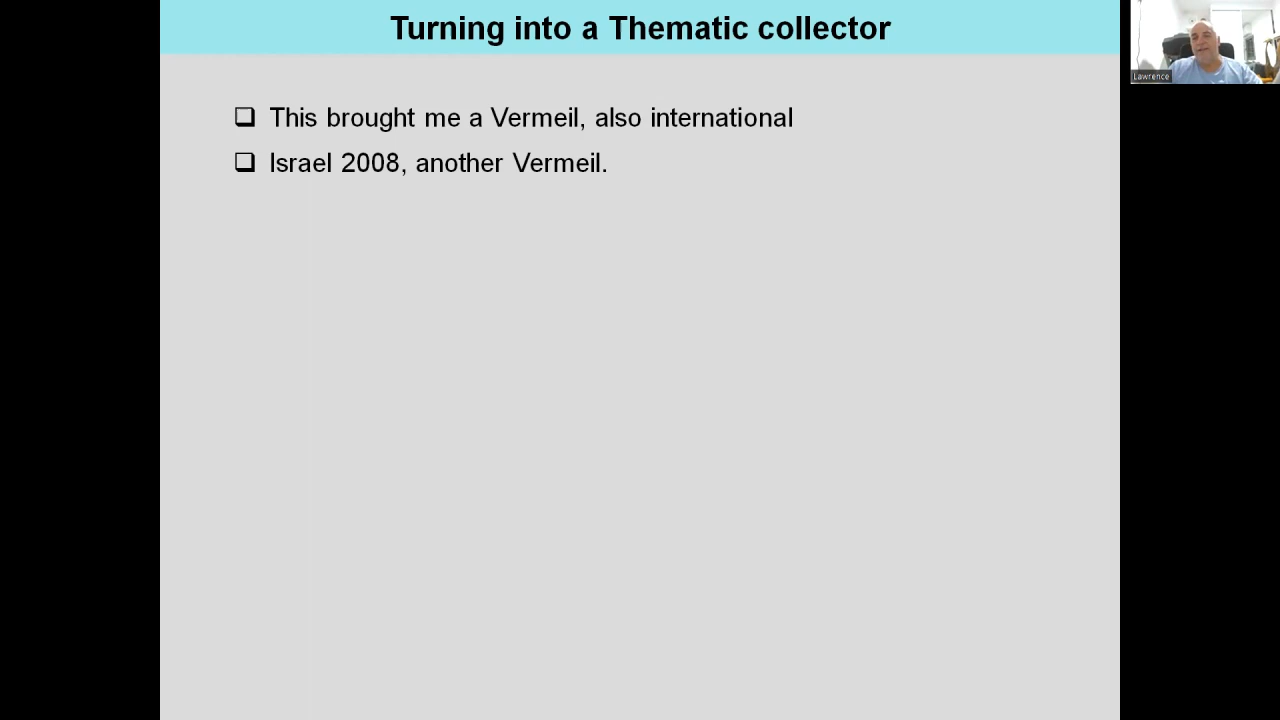 Turning into a Thematic collector
This brought me a Vermeil, also international
Israel 2008, another Vermeil.
Lawrence